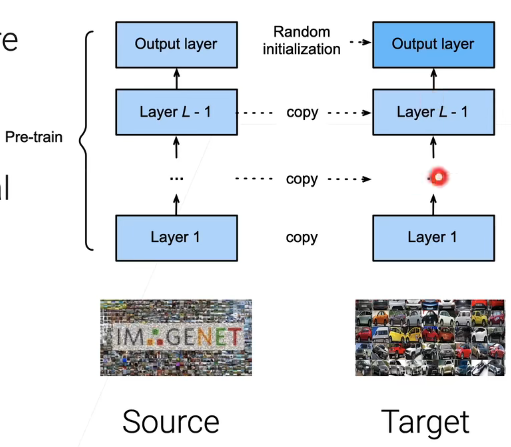 re
Output layer
Random
initialization
Output layer
Layer L - 1
copy
Layer L - 1
Pre-train
...
copy
al
Layer 1
copy
Layer 1
IMAGENET
Source
Target